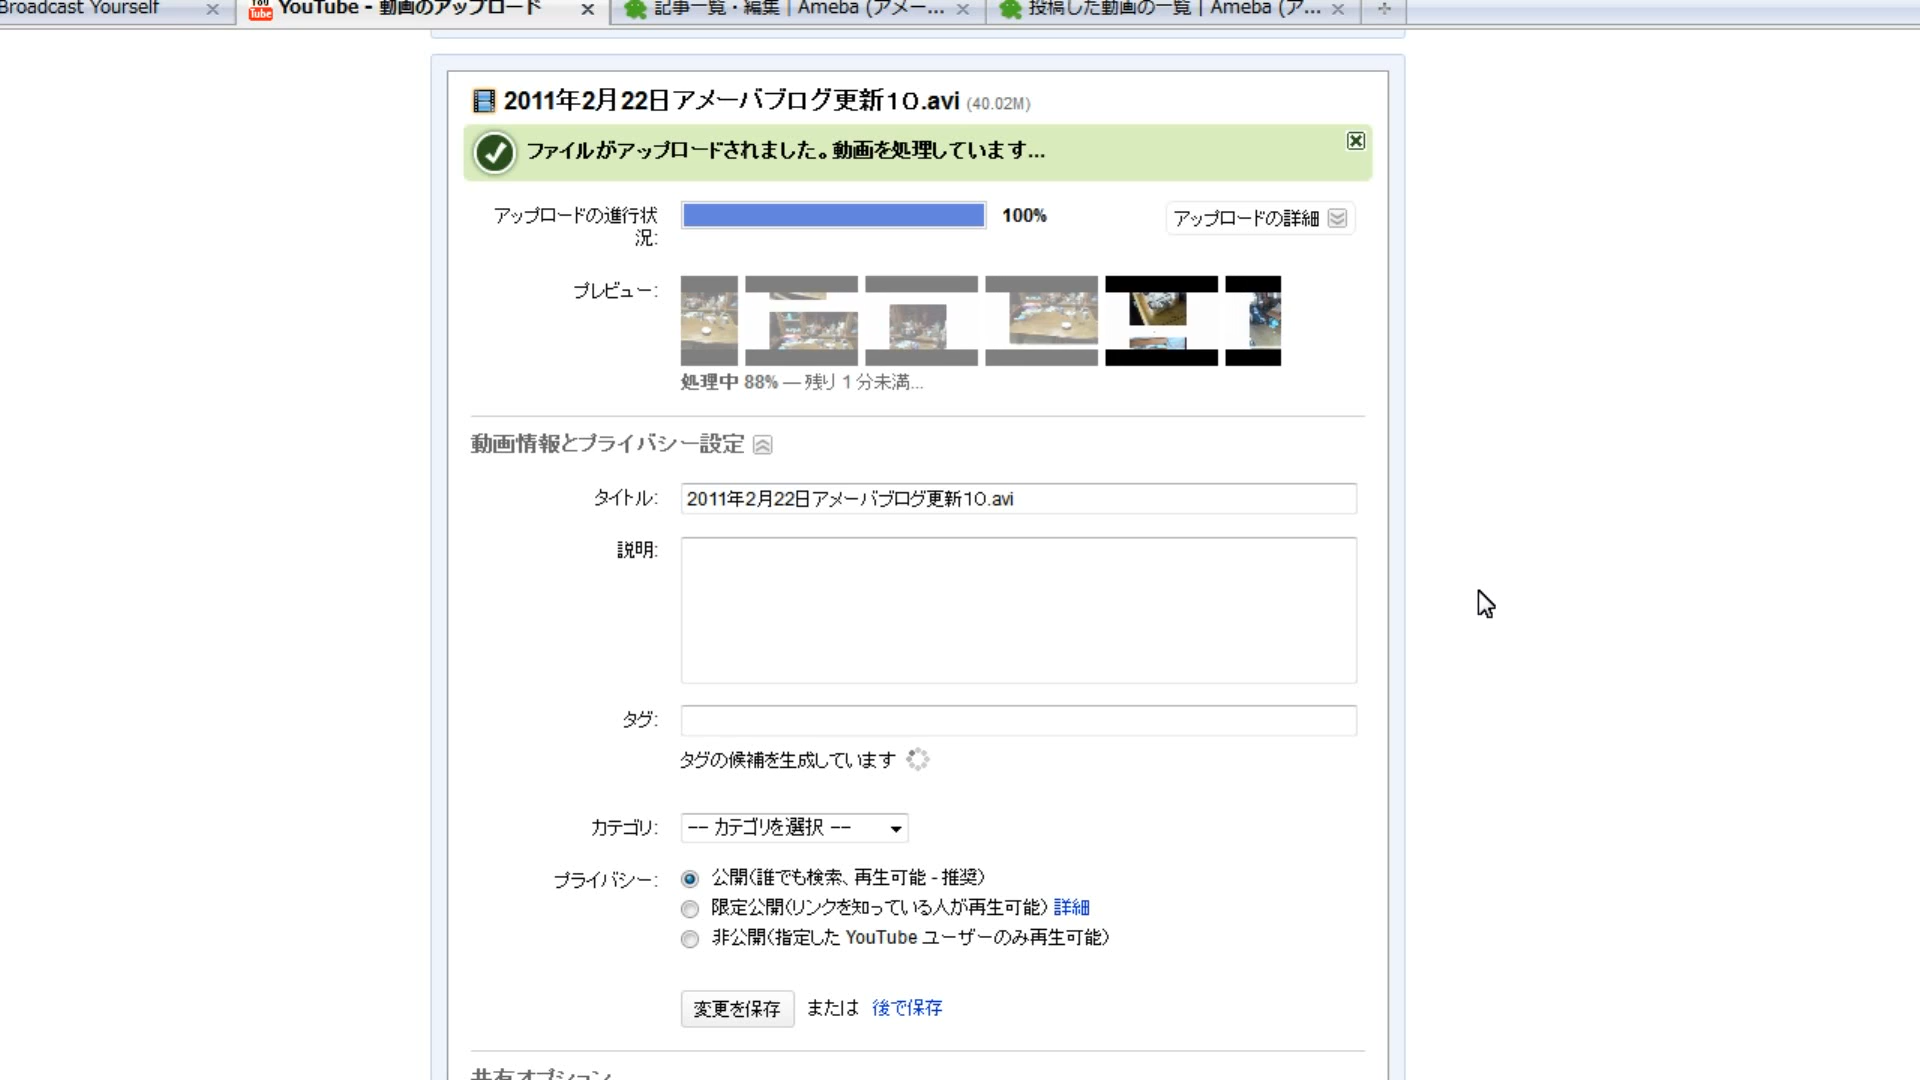 Broadcast Yourself
YouTube - 動画のアップロード
記事一覧・編集 | Ameba (アメー...
投稿した動画の一覧 | Ameba (ア...
2011年2月22日アメーバブログ更新10.avi (40.02M)
ファイルがアップロードされました。動画を処理しています...
アップロードの進行状
況:
100%
アップロードの詳細
プレビュー:
処理中 88% — 残り 1 分未満...
動画情報とプライバシー設定
タイトル:
2011年2月22日アメーバブログ更新10.avi
説明:
タグ:
タグの候補を生成しています
カテゴリ:
-- カテゴリを選択 --
プライバシー:
公開(誰でも検索、再生可能 - 推奨)
限定公開(リンクを知っている人が再生可能) 詳細
非公開(指定した YouTube ユーザーのみ再生可能)
変更を保存 または 後で保存
共有オプション